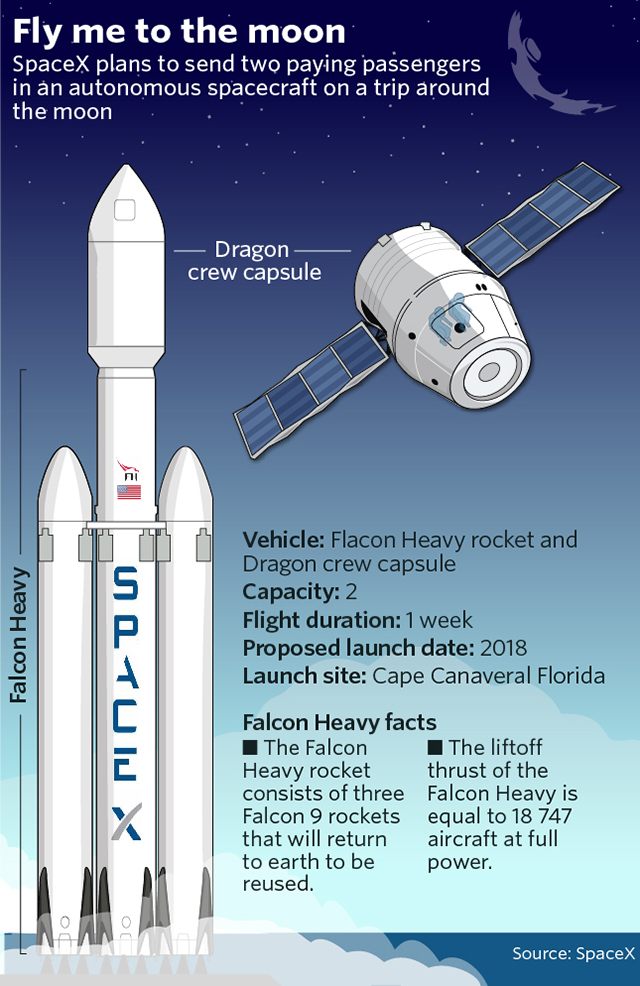 Fly me to the moon
SpaceX plans to send two paying passengers
in an autonomous spacecraft on a trip around
the moon
Dragon
crew capsule
Falcon Heavy
SPACEX
Vehicle: Flacon Heavy rocket and
Dragon crew capsule
Capacity: 2
Flight duration: 1 week
Proposed launch date: 2018
Launch site: Cape Canaveral Florida
Falcon Heavy facts
■ The Falcon
Heavy rocket
consists of three
Falcon 9 rockets
that will return
to earth to be
reused.
■ The liftoff
thrust of the
Falcon Heavy is
equal to 18 747
aircraft at full
power.
Source: SpaceX